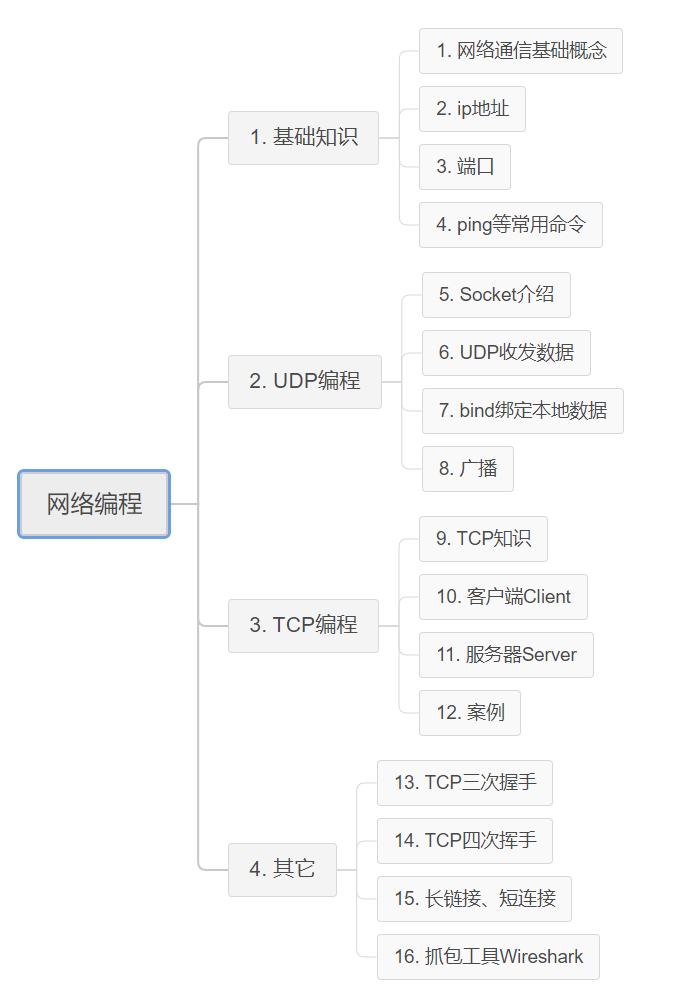 网络编程
1. 基础知识
1. 网络通信基础概念
2. ip地址
3. 端口
4. ping等常用命令
2. UDP编程
5. Socket介绍
6. UDP收发数据
7. bind绑定本地数据
8. 广播
3. TCP编程
9. TCP知识
10. 客户端Client
11. 服务器Server
12. 案例
4. 其它
13. TCP三次握手
14. TCP四次挥手
15. 长链接、短连接
16. 抓包工具Wireshark